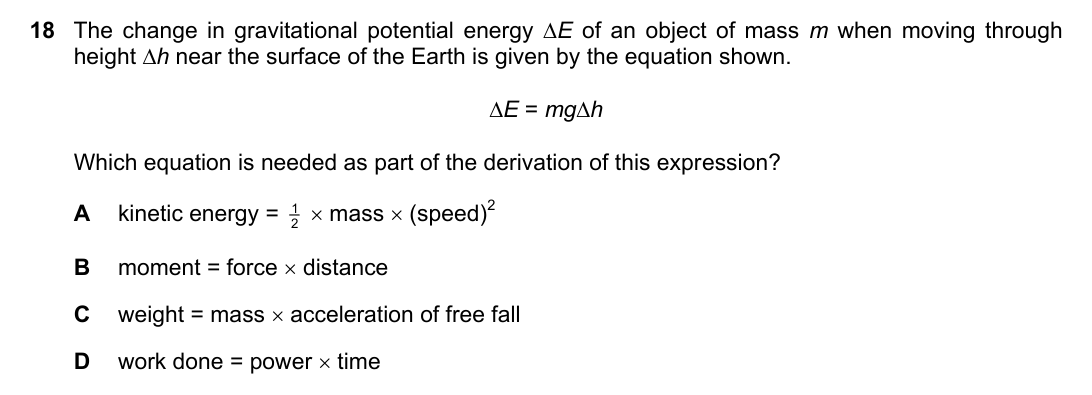 18 The change in gravitational potential energy ΔE of an object of mass m when moving through
height Δh near the surface of the Earth is given by the equation shown.
ΔE = mgΔh
Which equation is needed as part of the derivation of this expression?
A kinetic energy = ½ × mass × (speed)²
B moment = force × distance
C weight = mass × acceleration of free fall
D work done = power × time